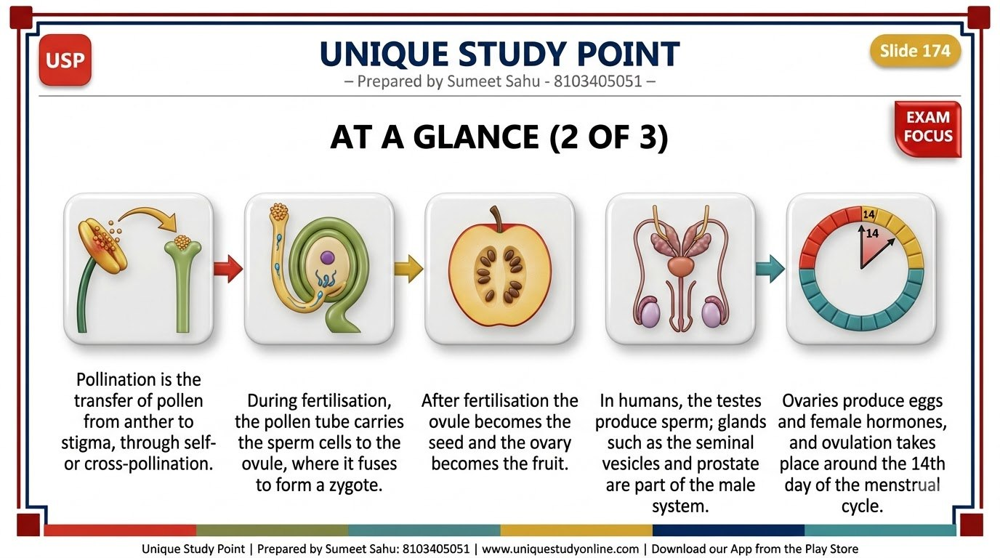 USP
UNIQUE STUDY POINT
– Prepared by Sumeet Sahu - 8103405051 –
Slide 174
EXAM
FOCUS
AT A GLANCE (2 OF 3)
14
14
Pollination is the
transfer of pollen
from anther to
stigma, through self-
or cross-pollination.
During fertilisation,
the pollen tube carries
the sperm cells to the
ovule, where it fuses
to form a zygote.
After fertilisation the
ovule becomes the
seed and the ovary
becomes the fruit.
In humans, the testes
produce sperm; glands
such as the seminal
vesicles and prostate
are part of the male
system.
Ovaries produce eggs
and female hormones,
and ovulation takes
place around the 14th
day of the menstrual
cycle.
Unique Study Point | Prepared by Sumeet Sahu: 8103405051 | www.uniquestudyonline.com | Download our App from the Play Store